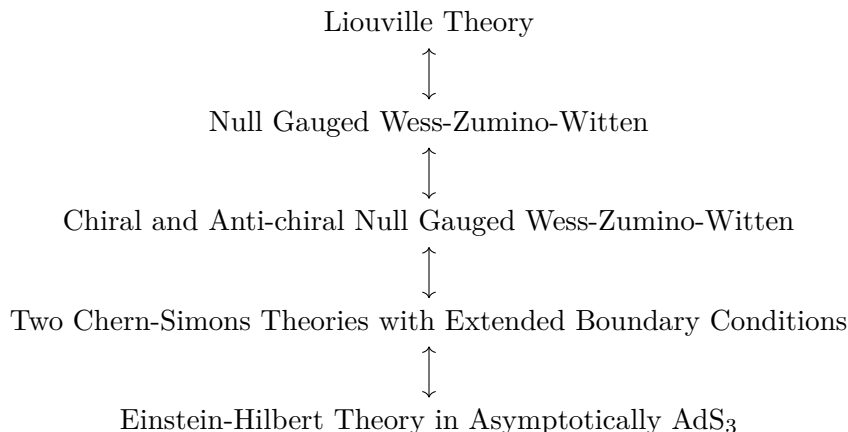 Liouville Theory
Null Gauged Wess-Zumino-Witten
Chiral and Anti-chiral Null Gauged Wess-Zumino-Witten
Two Chern-Simons Theories with Extended Boundary Conditions
Einstein-Hilbert Theory in Asymptotically AdS₃